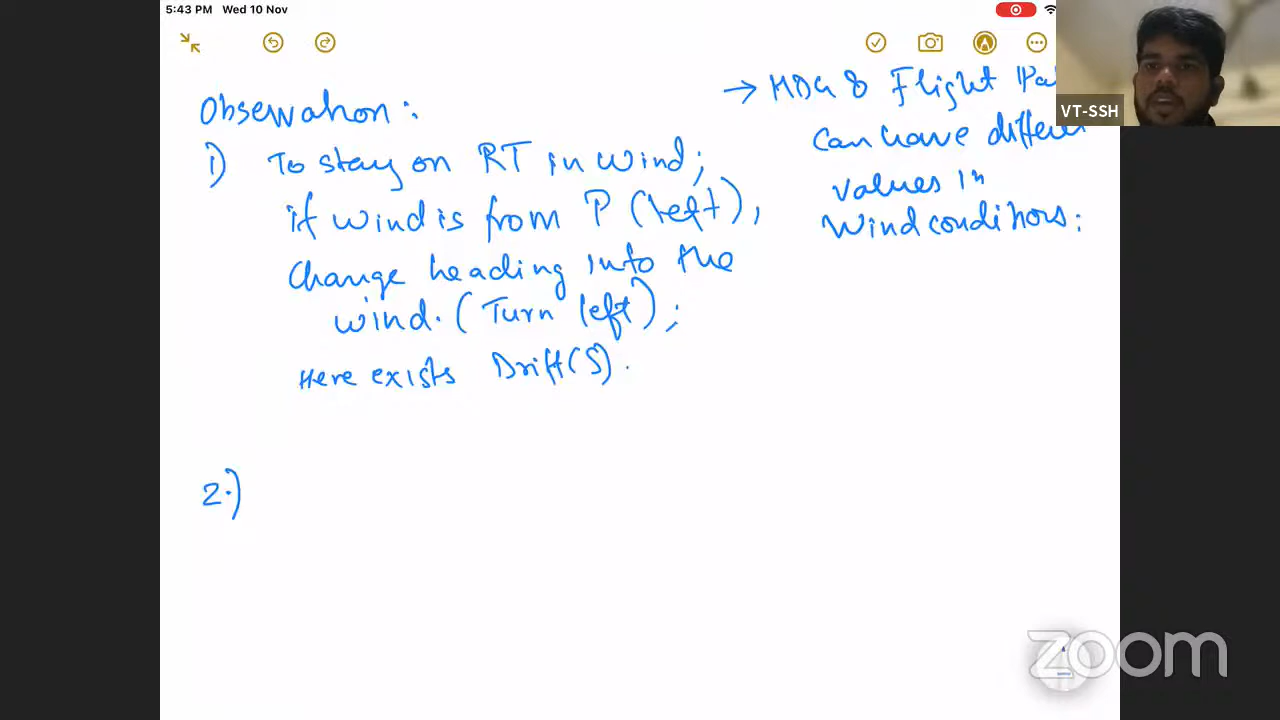 5:43 PM Wed 10 Nov
Observation:
1) To stay on RT in wind;
if wind is from P (left),
Change heading into the
wind. (Turn left);
Here exists Drift(S).
2.)
→ HDG & Flight Pa
Can have differen
values in
Wind conditions;
VT-SSH
zoom